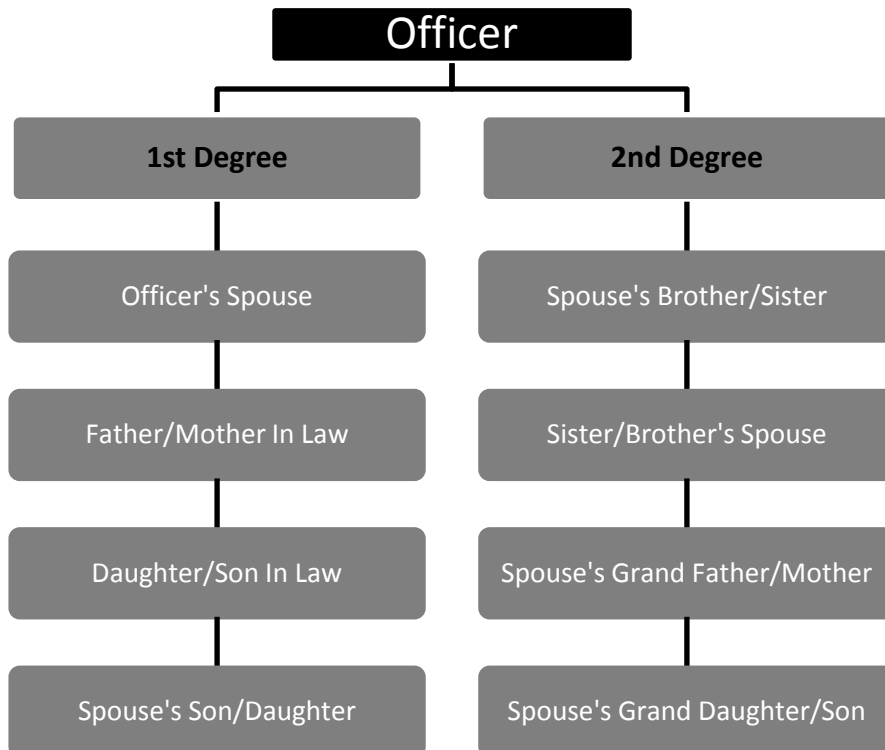 Officer
1st Degree
2nd Degree
Officer's Spouse
Spouse's Brother/Sister
Father/Mother In Law
Sister/Brother's Spouse
Daughter/Son In Law
Spouse's Grand Father/Mother
Spouse's Son/Daughter
Spouse's Grand Daughter/Son